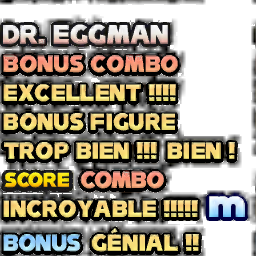 DR. EGGMAN
BONUS COMBO
EXCELLENT !!!!
BONUS FIGURE
TROP BIEN !!! BIEN !
SCORE COMBO
INCROYABLE !!!!! m
BONUS GÉNIAL !!